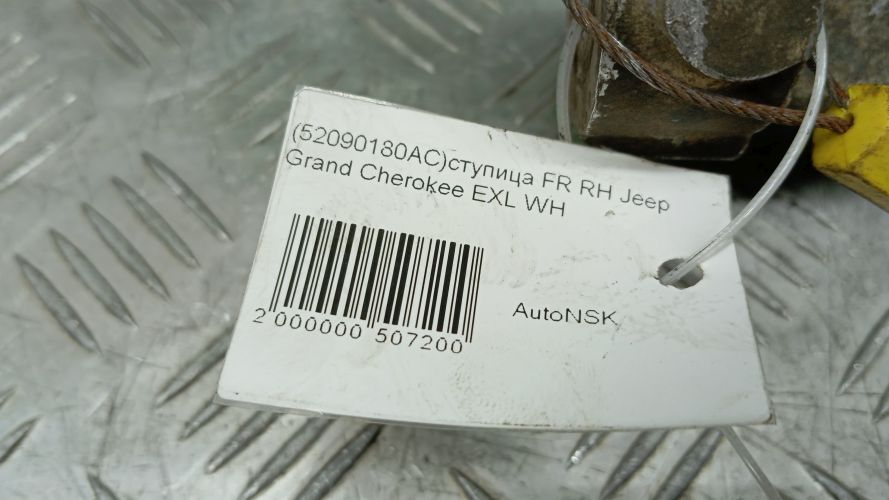 (52090180AC)ступица FR RH Jeep
Grand Cherokee EXL WH
AutoNSK
2 000000 507200